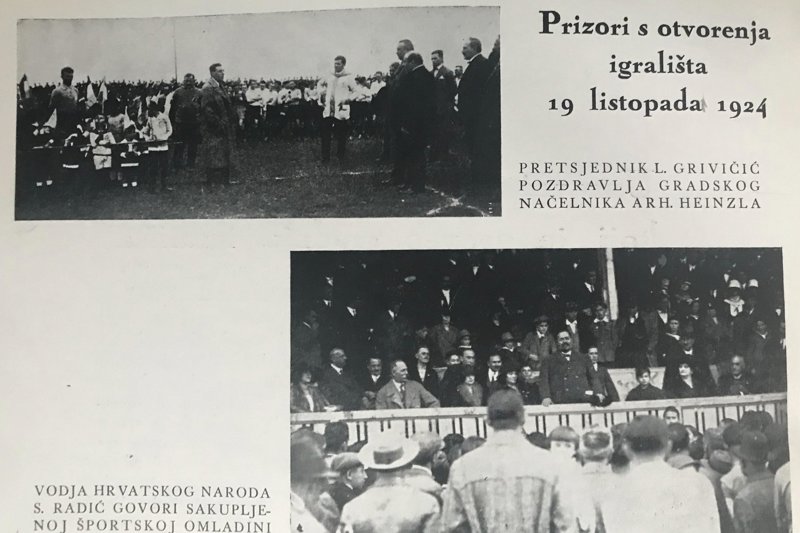 Prizori s otvorenja
igrališta
19 listopada 1924
PRETSJEDNIK L. GRIVIČIĆ
POZDRAVLJA GRADSKOG
NAČELNIKA ARH. HEINZLA
VODJA HRVATSKOG NARODA
S. RADIĆ GOVORI SAKUPLJE-
NOJ ŠPORTSKOJ OMLADINI